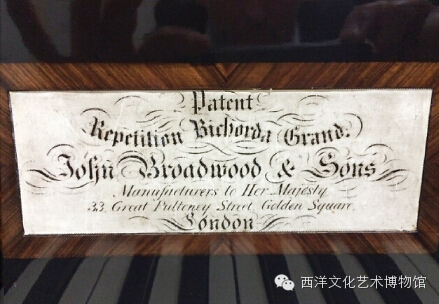 Patent
Repetition Bichorda Grand.
John Broadwood & Sons
Manufacturers to Her Majesty
33 Great Pulteney Street, Golden Square,
London
西洋文化艺术博物馆